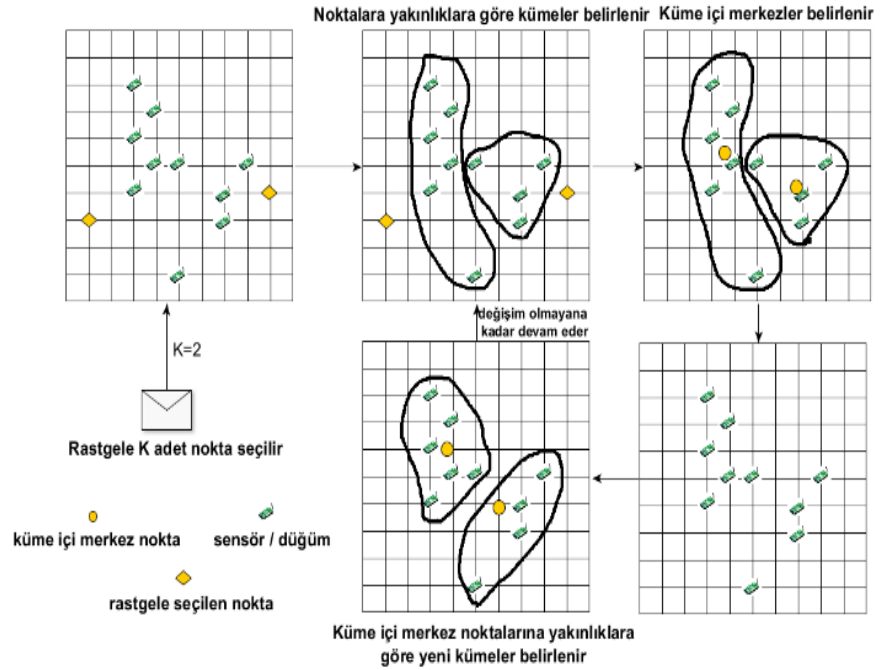 Noktalara yakınlıklara göre kümeler belirlenir
Küme içi merkezler belirlenir
değişim olmayana
kadar devam eder
K=2
Rastgele K adet nokta seçilir
küme içi merkez nokta
sensör / düğüm
rastgele seçilen nokta
Küme içi merkez noktalarına yakınlıklara
göre yeni kümeler belirlenir